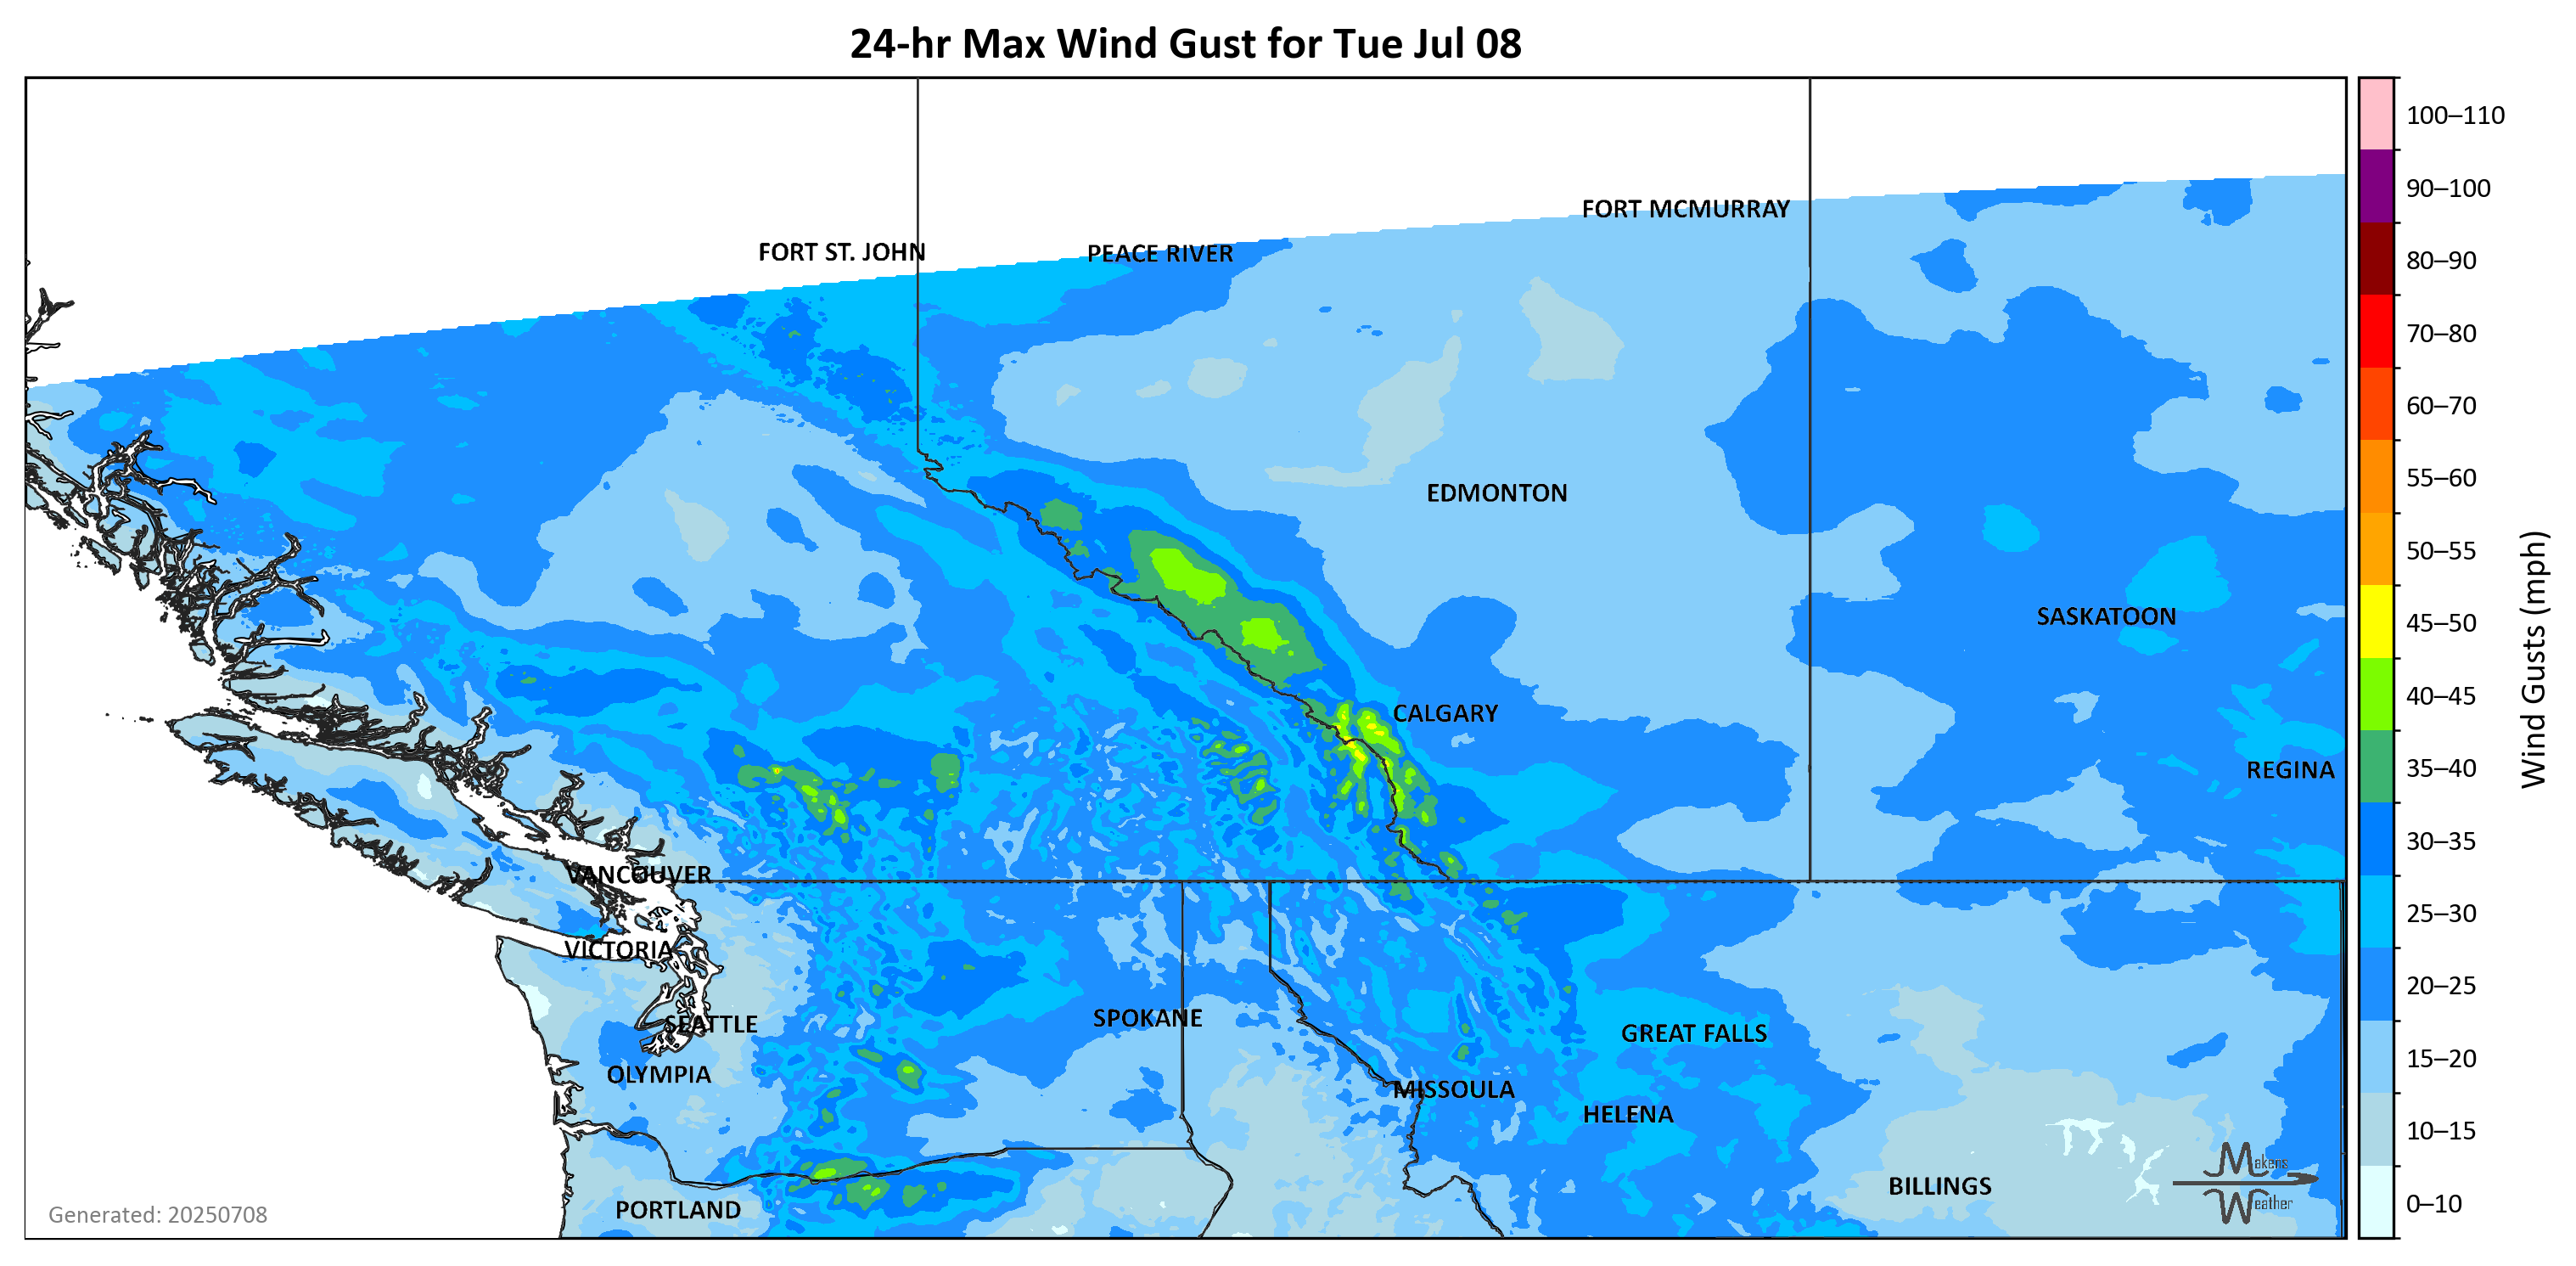 24-hr Max Wind Gust for Tue Jul 08
FORT MCMURRAY
FORT ST. JOHN
PEACE RIVER
EDMONTON
SASKATOON
CALGARY
REGINA
VANCOUVER
VICTORIA
SEATTLE
SPOKANE
GREAT FALLS
OLYMPIA
MISSOULA
HELENA
BILLINGS
PORTLAND
Generated: 20250708
Makens
Weather
100–110
90–100
80–90
70–80
60–70
55–60
50–55
45–50
40–45
35–40
30–35
25–30
20–25
15–20
10–15
0–10
Wind Gusts (mph)